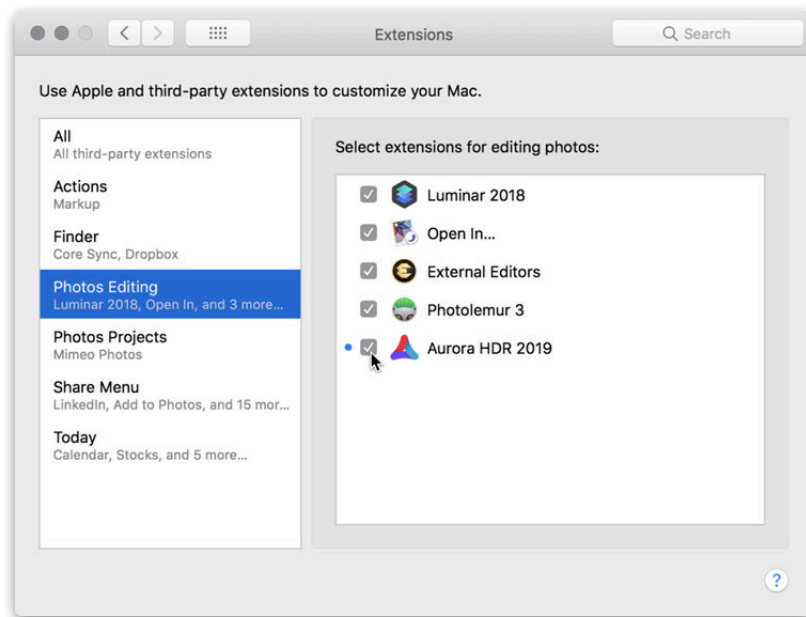 Extensions
Search
Use Apple and third-party extensions to customize your Mac.
All
All third-party extensions
Actions
Markup
Finder
Core Sync, Dropbox
Photos Editing
Luminar 2018, Open In, and 3 more...
Photos Projects
Mimeo Photos
Share Menu
LinkedIn, Add to Photos, and 15 mor...
Today
Calendar, Stocks, and 5 more...
Select extensions for editing photos:
Luminar 2018
Open In...
External Editors
Photolemur 3
Aurora HDR 2019
?